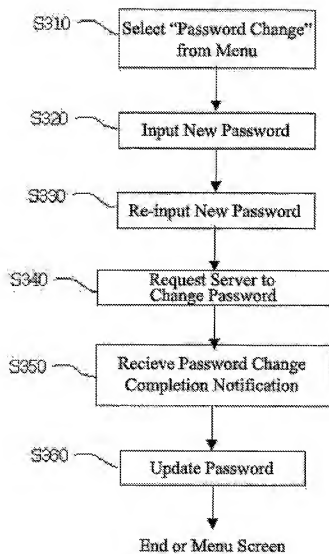 S310
Select "Password Change"
from Menu
S320
Input New Password
S330
Re-input New Password
S340
Request Server to
Change Password
S350
Recieve Password Change
Completion Notification
S360
Update Password
End or Menu Screen